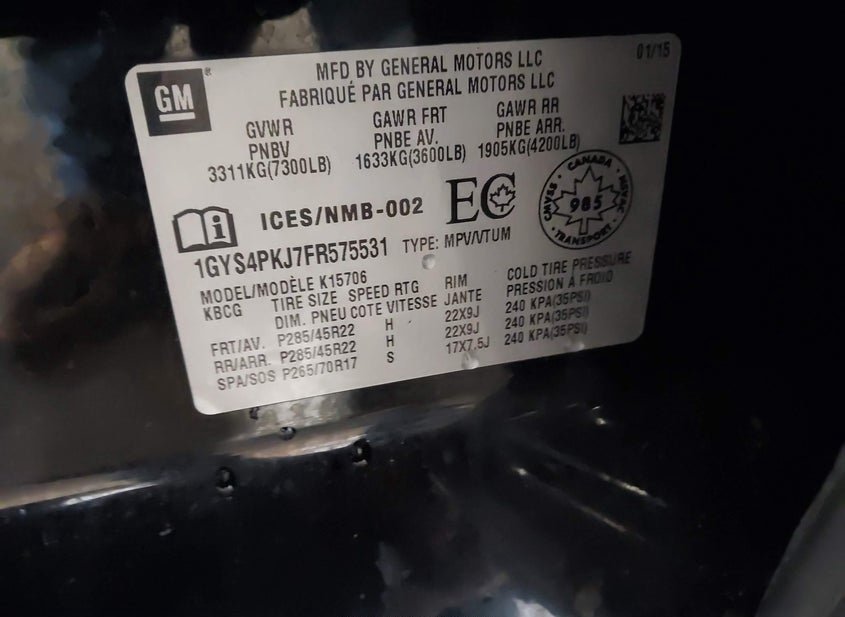 GM
MFD BY GENERAL MOTORS LLC
01/15
FABRIQUÉ PAR GENERAL MOTORS LLC
GVWR GAWR FRT GAWR RR
PNBV PNBE AV. PNBE ARR.
3311KG(7300LB) 1633KG(3600LB) 1905KG(4200LB)
ICES/NMB-002 EC
CANADA
CMVSS 985 NSVAC
TRANSPORT
1GYS4PKJ7FR575531 TYPE: MPV/VTUM
MODEL/MODÈLE K15706
KBCG TIRE SIZE SPEED RTG RIM COLD TIRE PRESSURE
DIM. PNEU COTE VITESSE JANTE PRESSION A FROID
FRT/AV. P285/45R22 H 22X9J 240 KPA(35PSI)
RR/ARR. P285/45R22 H 22X9J 240 KPA(35PSI)
SPA/SOS P265/70R17 S 17X7.5J 240 KPA(35PSI)